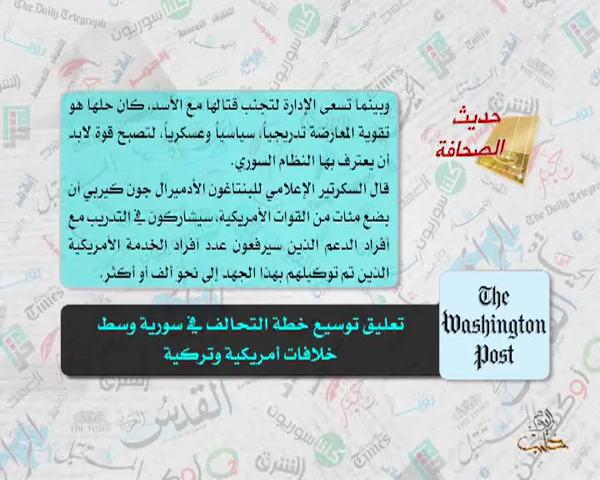 حديث
الصحافة
وبينما تسعى الإدارة لتجنب قتالها مع الأسد، كان حلها هو
تقوية المعارضة تدريجياً، سياسياً وعسكرياً، لتصبح قوة لابد
أن يعترف بها النظام السوري.
قال السكرتير الإعلامي للبنتاغون الأدميرال جون كيربي أن
بضع مئات من القوات الأمريكية، سيشاركون في التدريب مع
أفراد الدعم الذين سيرفعون عدد أفراد الخدمة الأمريكية
الذين تم توكيلهم بهذا الجهد إلى نحو ألف أو أكثر.
The
Washington
Post
تعليق توسيع خطة التحالف في سورية وسط
خلافات أمريكية وتركية